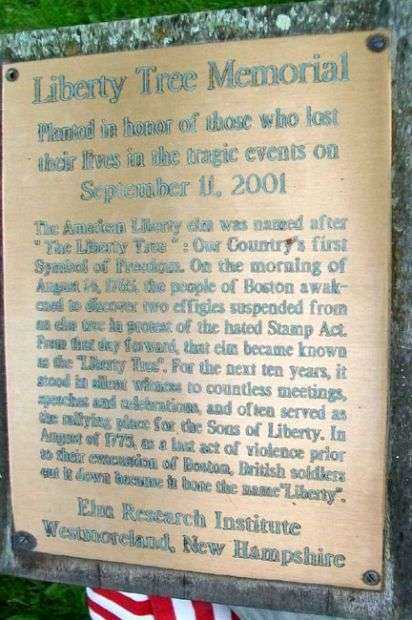 Liberty Tree Memorial
Planted in honor of those who lost
their lives in the tragic events on
September 11, 2001
The American Liberty elm was named after
"The Liberty Tree": Our Country's first
Symbol of Freedom. On the morning of
August 14, 1765, the people of Boston awak-
ened to discover two effigies suspended from
an elm tree in protest of the hated Stamp Act.
From that day forward, that elm became known
as the "Liberty Tree". For the next ten years, it
stood in silent witness to countless meetings,
speeches and celebrations, and often served as
the rallying place for the Sons of Liberty. In
August of 1775, as a last act of violence prior
to their evacuation of Boston, British soldiers
cut it down because it bore the name "Liberty".
Elm Research Institute
Westmoreland, New Hampshire